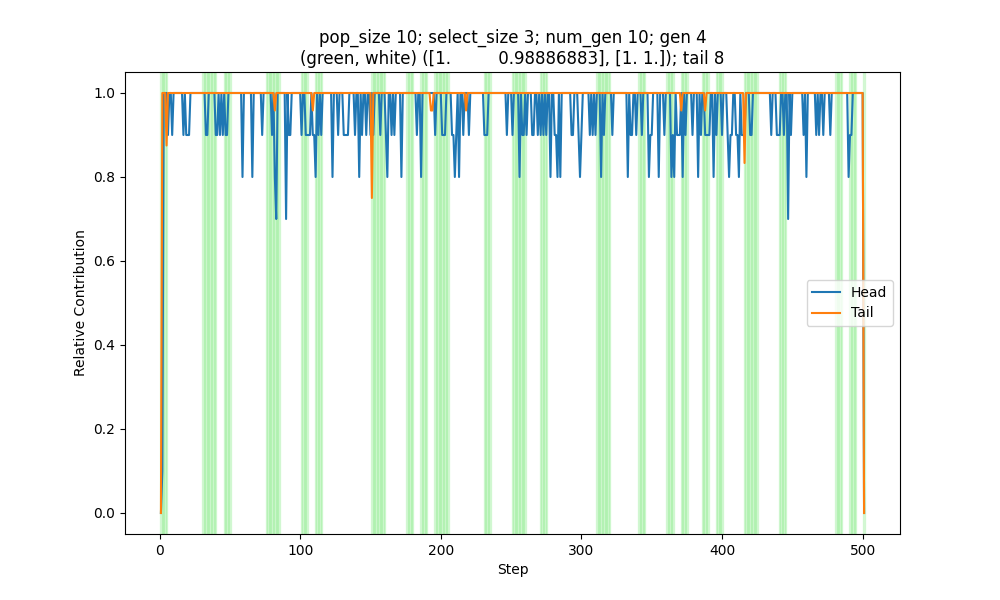 pop_size 10; select_size 3; num_gen 10; gen 4
(green, white) ([1.          0.98886883], [1. 1.]); tail 8
1.0
0.8
0.6
0.4
0.2
0.0
Relative Contribution
Head
Tail
0
100
200
300
400
500
Step